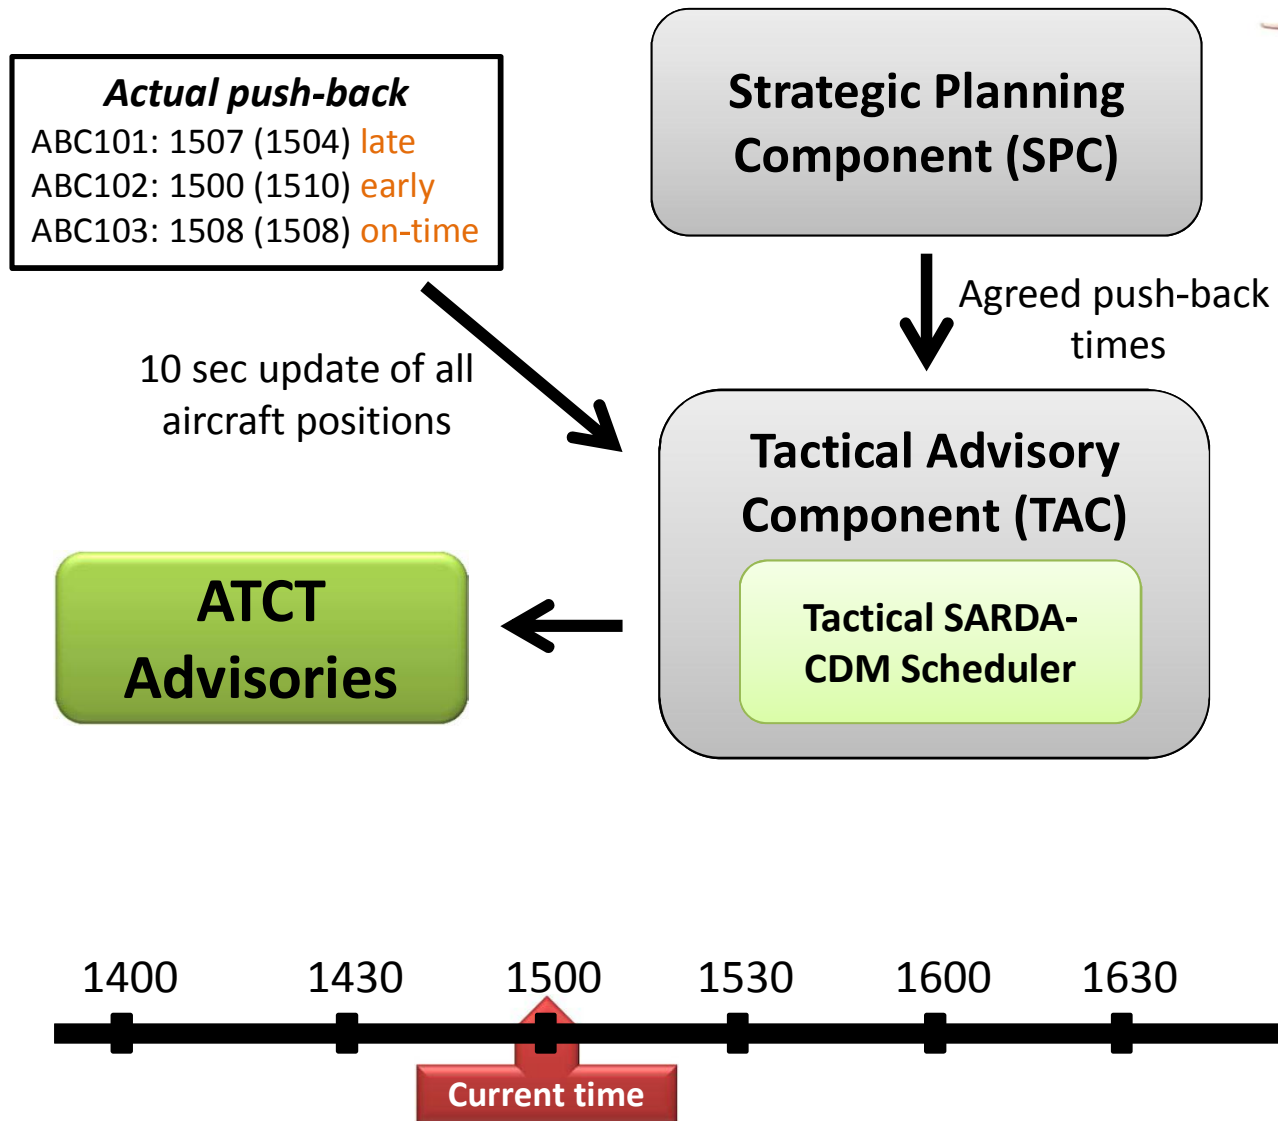 Actual push-back
ABC101: 1507 (1504) late
ABC102: 1500 (1510) early
ABC103: 1508 (1508) on-time
Strategic Planning
Component (SPC)
Agreed push-back
times
10 sec update of all
aircraft positions
Tactical Advisory
Component (TAC)
Tactical SARDA-
CDM Scheduler
ATCT
Advisories
1400 1430 1500 1530 1600 1630
Current time